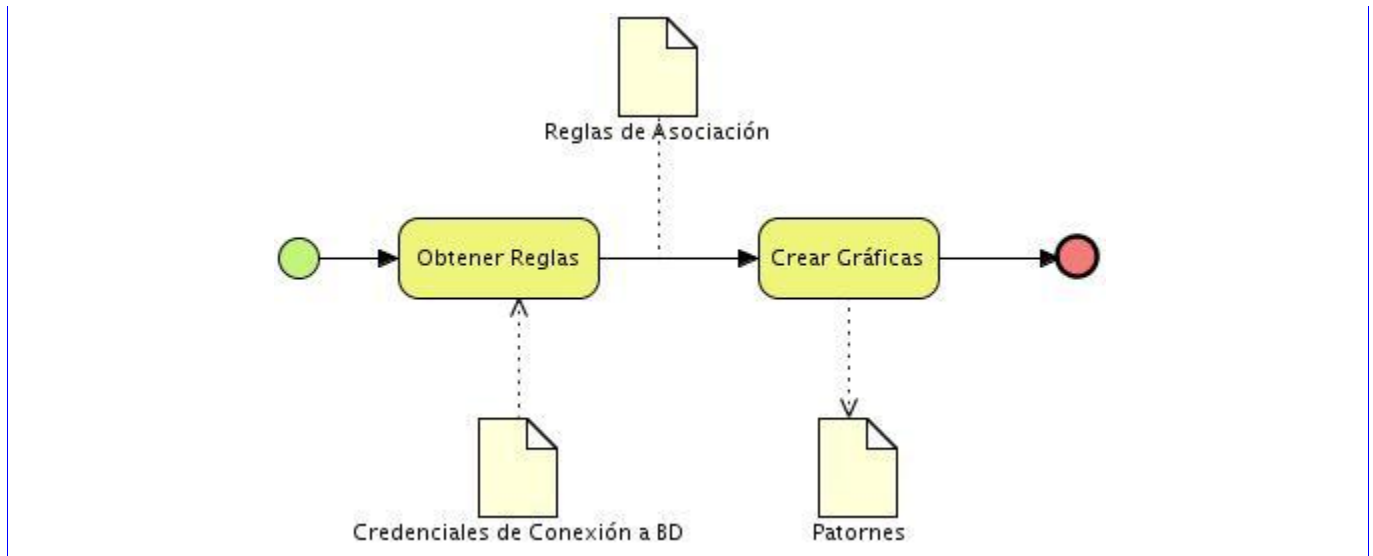 Reglas de Asociación
Obtener Reglas
Crear Gráficas
Credenciales de Conexión a BD
Patornes